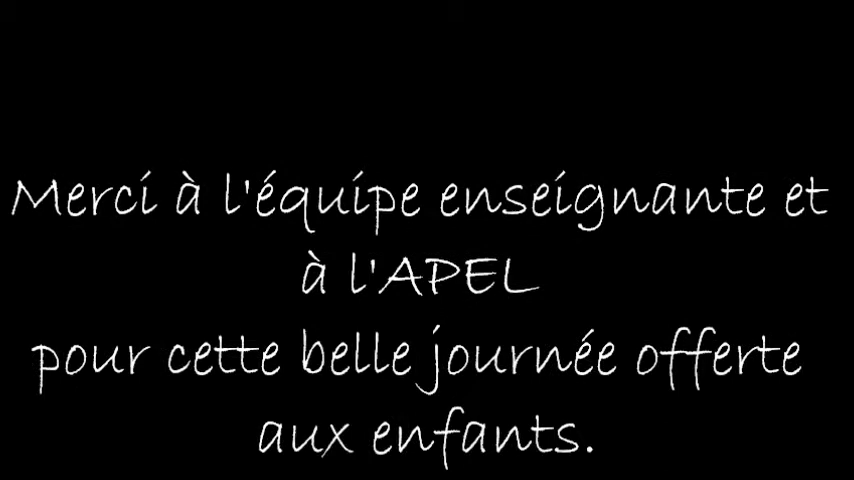 Merci à l'équipe enseignante et
à l'APEL
pour cette belle journée offerte
aux enfants.